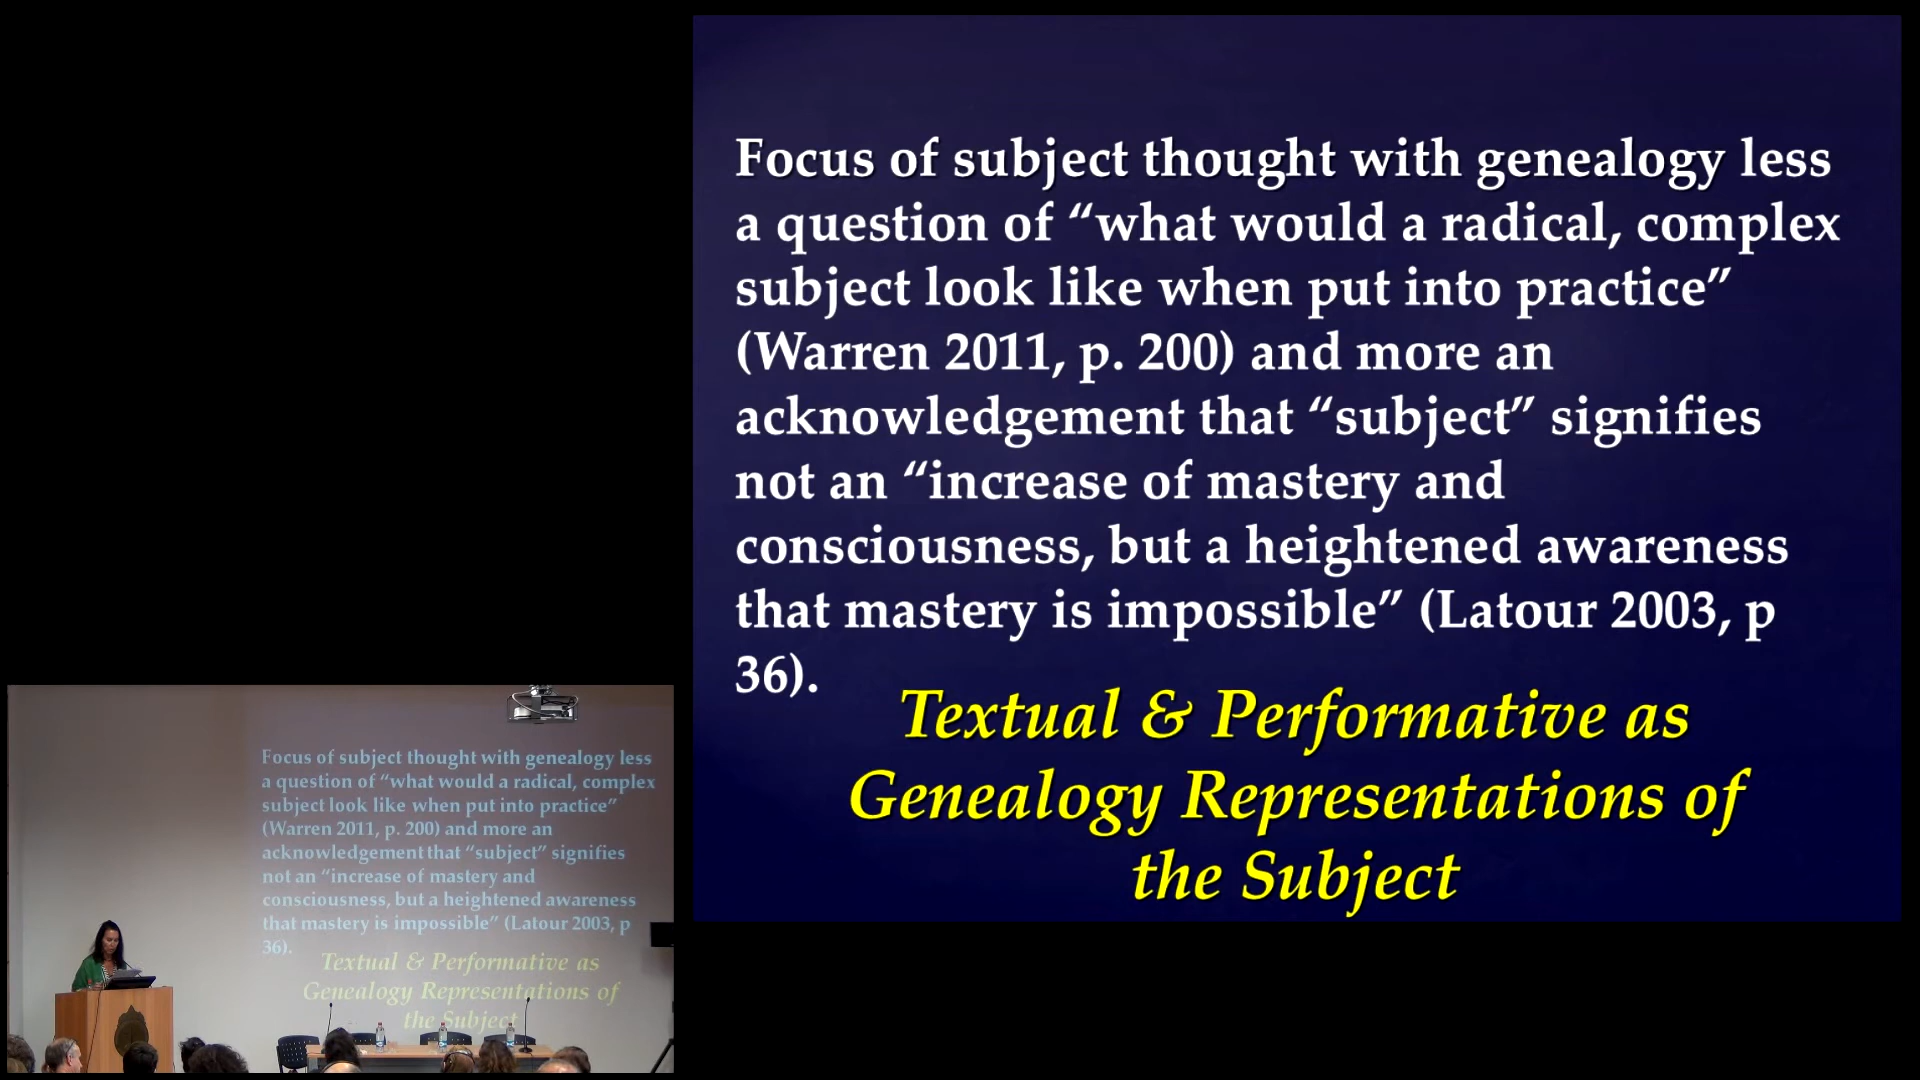 Focus of subject thought with genealogy less
a question of “what would a radical, complex
subject look like when put into practice”
(Warren 2011, p. 200) and more an
acknowledgement that “subject” signifies
not an “increase of mastery and
consciousness, but a heightened awareness
that mastery is impossible” (Latour 2003, p
36).
Textual & Performative as
Genealogy Representations of
the Subject
Focus of subject thought with genealogy less
a question of “what would a radical, complex
subject look like when put into practice”
(Warren 2011, p. 200) and more an
acknowledgement that “subject” signifies
not an “increase of mastery and
consciousness, but a heightened awareness
that mastery is impossible” (Latour 2003, p
36).
Textual & Performative as
Genealogy Representations of
the Subject